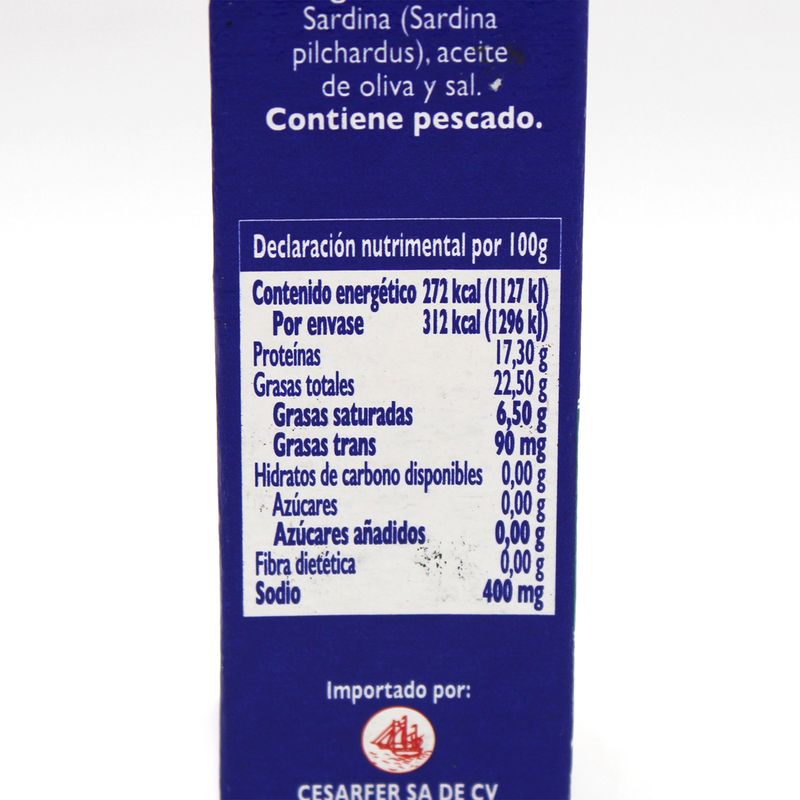 Sardina (Sardina
pilchardus), aceite
de oliva y sal.
Contiene pescado.
Declaración nutrimental por 100g
Contenido energético 272 kcal (1127 kJ)
Por envase 312 kcal (1296 kJ)
Proteínas 17,30 g
Grasas totales 22,50 g
Grasas saturadas 6,50 g
Grasas trans 90 mg
Hidratos de carbono disponibles 0,00 g
Azúcares 0,00 g
Azúcares añadidos 0,00 g
Fibra dietética 0,00 g
Sodio 400 mg
Importado por:
CESARFER SA DE CV